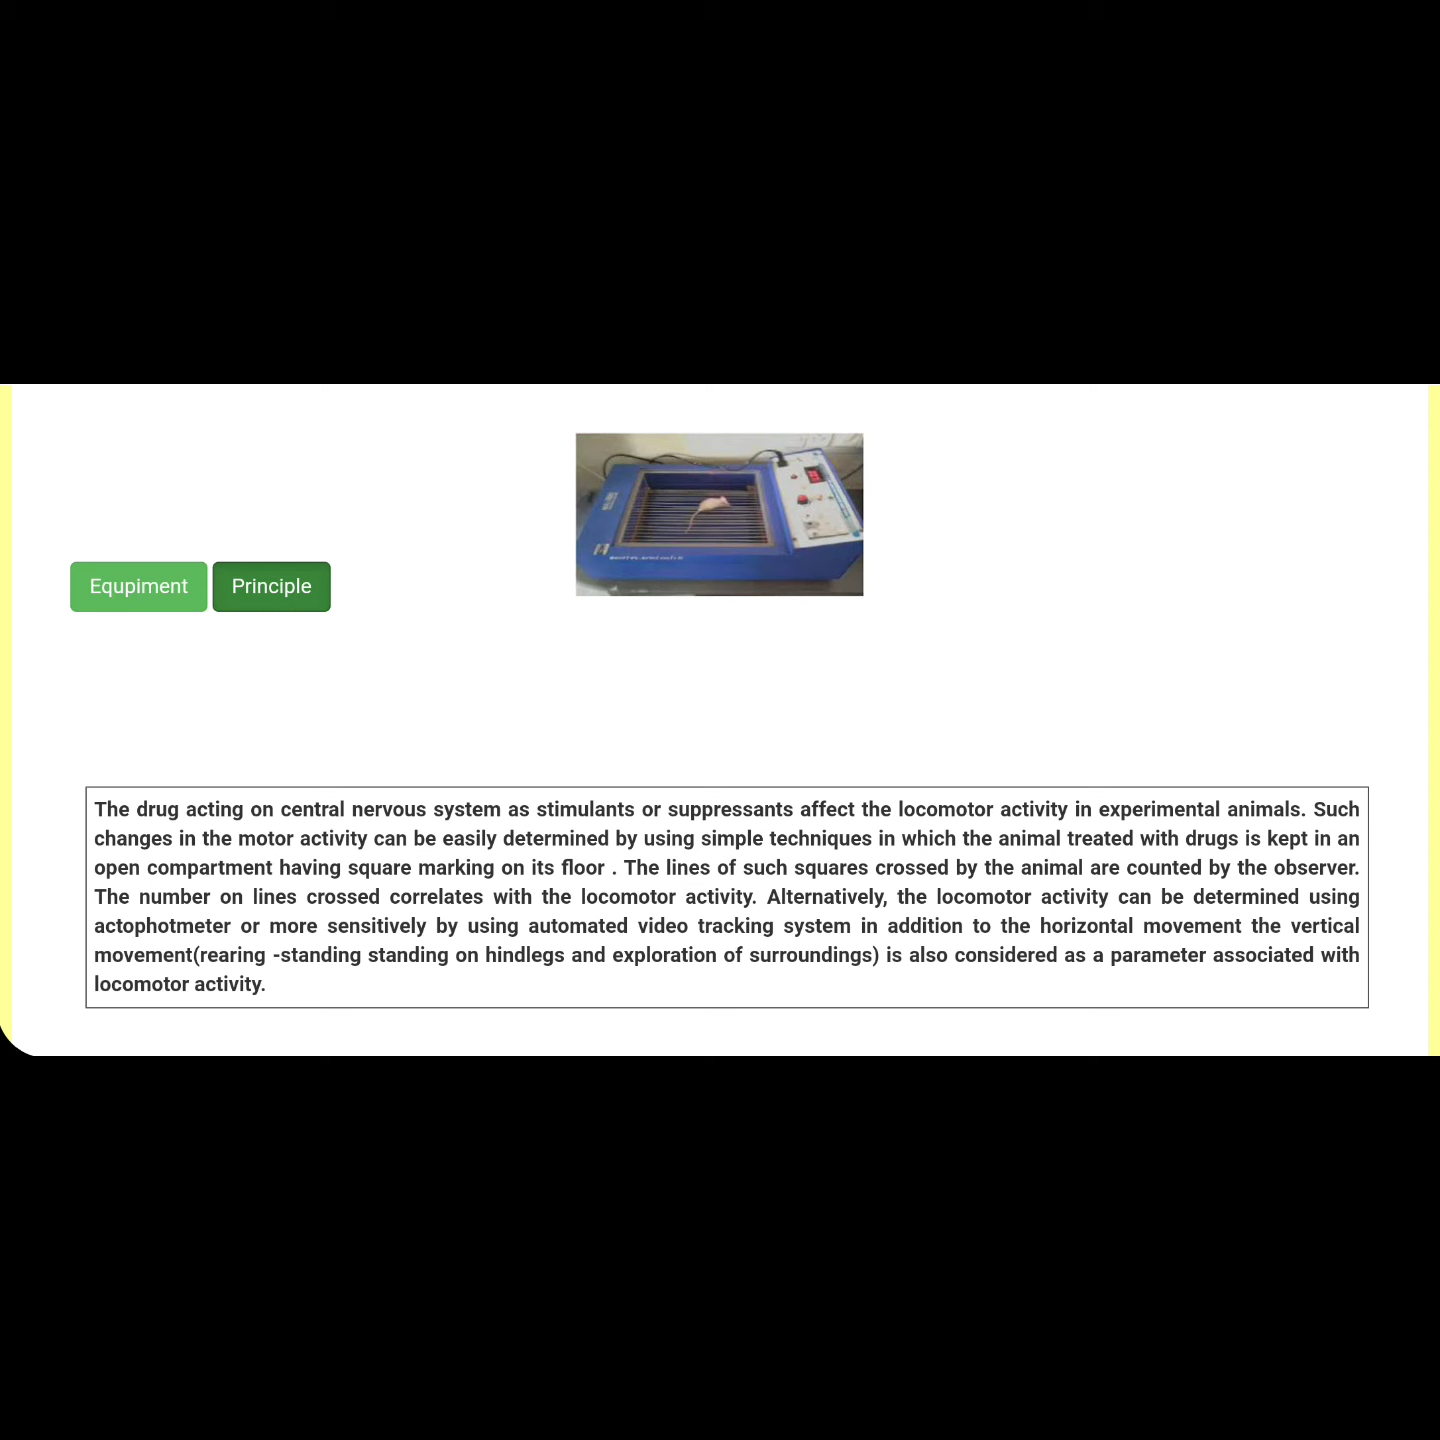 Equpiment
Principle
The drug acting on central nervous system as stimulants or suppressants affect the locomotor activity in experimental animals. Such
changes in the motor activity can be easily determined by using simple techniques in which the animal treated with drugs is kept in an
open compartment having square marking on its floor . The lines of such squares crossed by the animal are counted by the observer.
The number on lines crossed correlates with the locomotor activity. Alternatively, the locomotor activity can be determined using
actophotmeter or more sensitively by using automated video tracking system in addition to the horizontal movement the vertical
movement(rearing -standing standing on hindlegs and exploration of surroundings) is also considered as a parameter associated with
locomotor activity.